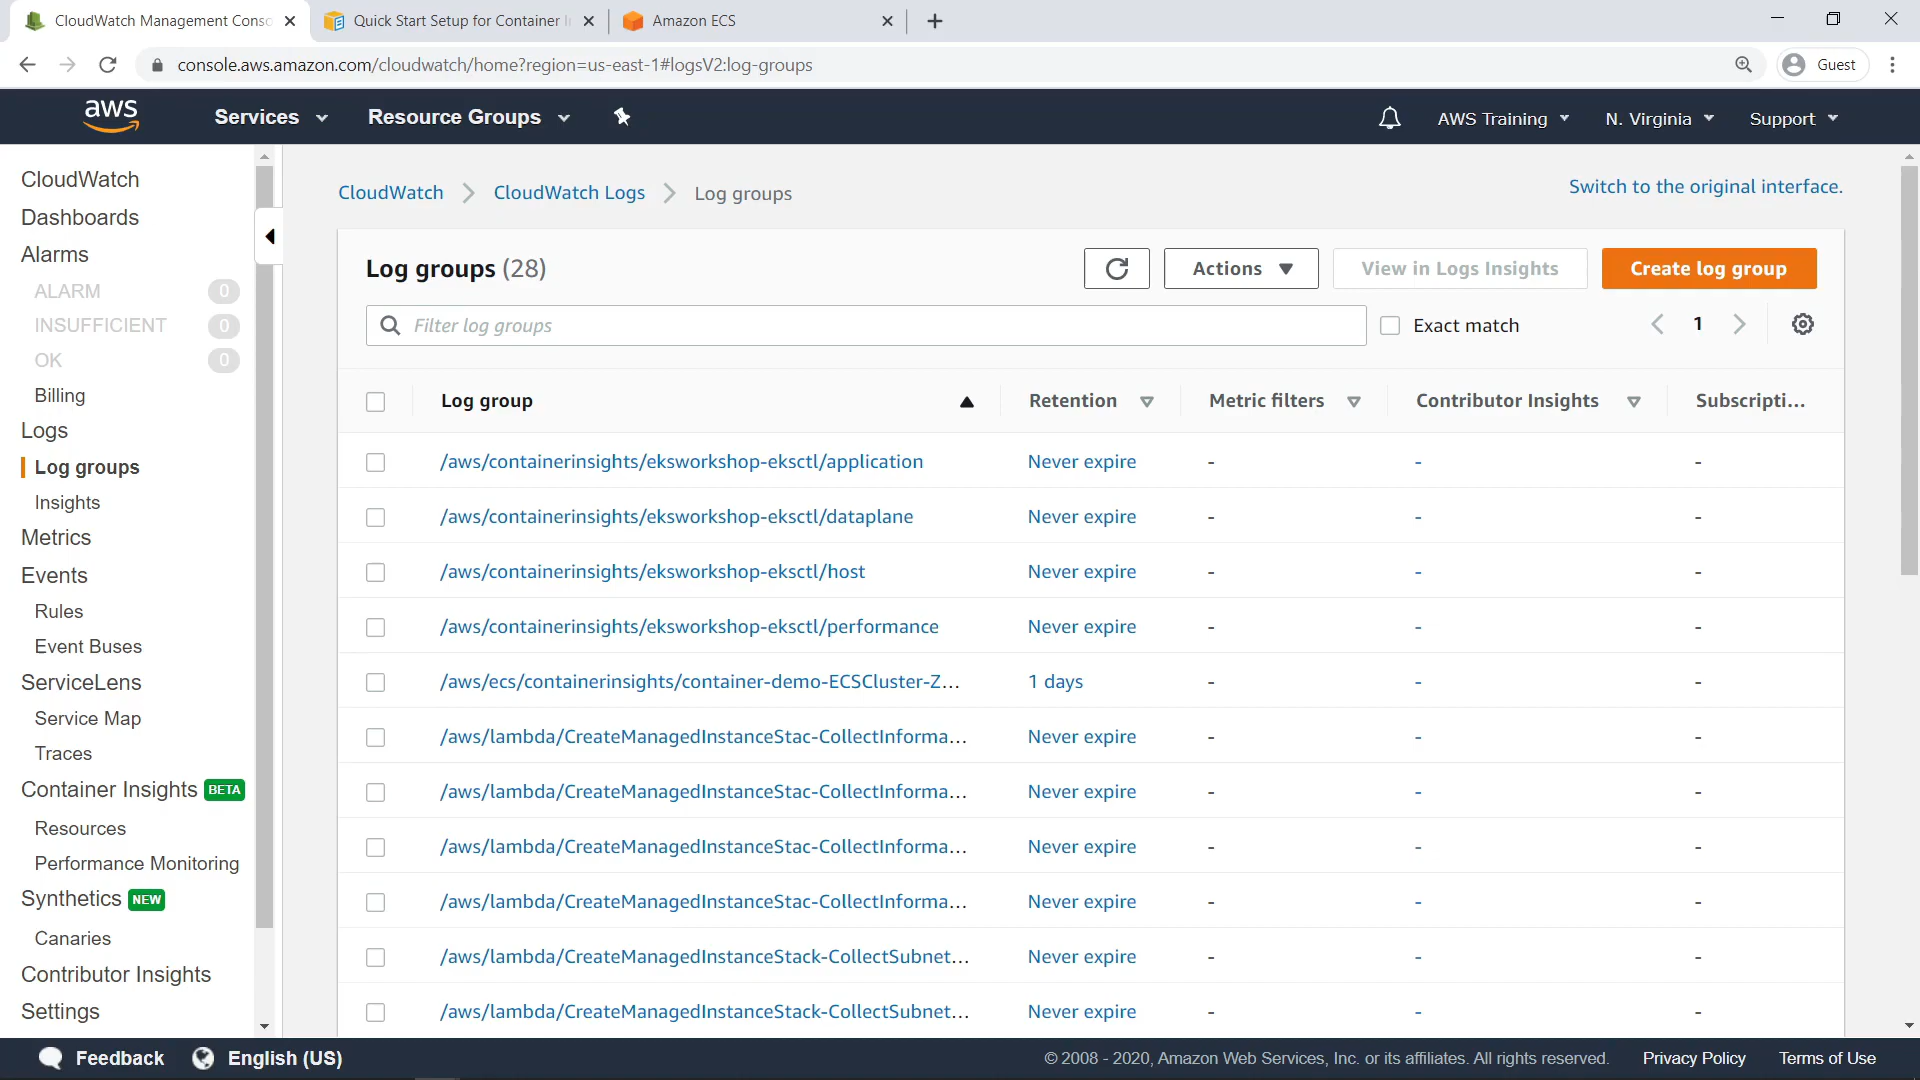 CloudWatch Management Conso
Quick Start Setup for Container I
Amazon ECS
console.aws.amazon.com/cloudwatch/home?region=us-east-1#logsV2:log-groups
Guest
aws
Services
Resource Groups
AWS Training
N. Virginia
Support
CloudWatch
Dashboards
Alarms
ALARM 0
INSUFFICIENT 0
OK 0
Billing
Logs
Log groups
Insights
Metrics
Events
Rules
Event Buses
ServiceLens
Service Map
Traces
Container Insights BETA
Resources
Performance Monitoring
Synthetics NEW
Canaries
Contributor Insights
Settings
CloudWatch > CloudWatch Logs > Log groups
Switch to the original interface.
Log groups (28)
Actions
View in Logs Insights
Create log group
Filter log groups
Exact match
1
Log group Retention Metric filters Contributor Insights Subscripti...
/aws/containerinsights/eksworkshop-eksctl/application Never expire - - -
/aws/containerinsights/eksworkshop-eksctl/dataplane Never expire - - -
/aws/containerinsights/eksworkshop-eksctl/host Never expire - - -
/aws/containerinsights/eksworkshop-eksctl/performance Never expire - - -
/aws/ecs/containerinsights/container-demo-ECSCluster-Z... 1 days - - -
/aws/lambda/CreateManagedInstanceStac-CollectInforma... Never expire - - -
/aws/lambda/CreateManagedInstanceStac-CollectInforma... Never expire - - -
/aws/lambda/CreateManagedInstanceStac-CollectInforma... Never expire - - -
/aws/lambda/CreateManagedInstanceStac-CollectInforma... Never expire - - -
/aws/lambda/CreateManagedInstanceStack-CollectSubnet... Never expire - - -
/aws/lambda/CreateManagedInstanceStack-CollectSubnet... Never expire - - -
Feedback
English (US)
© 2008 - 2020, Amazon Web Services, Inc. or its affiliates. All rights reserved.
Privacy Policy
Terms of Use